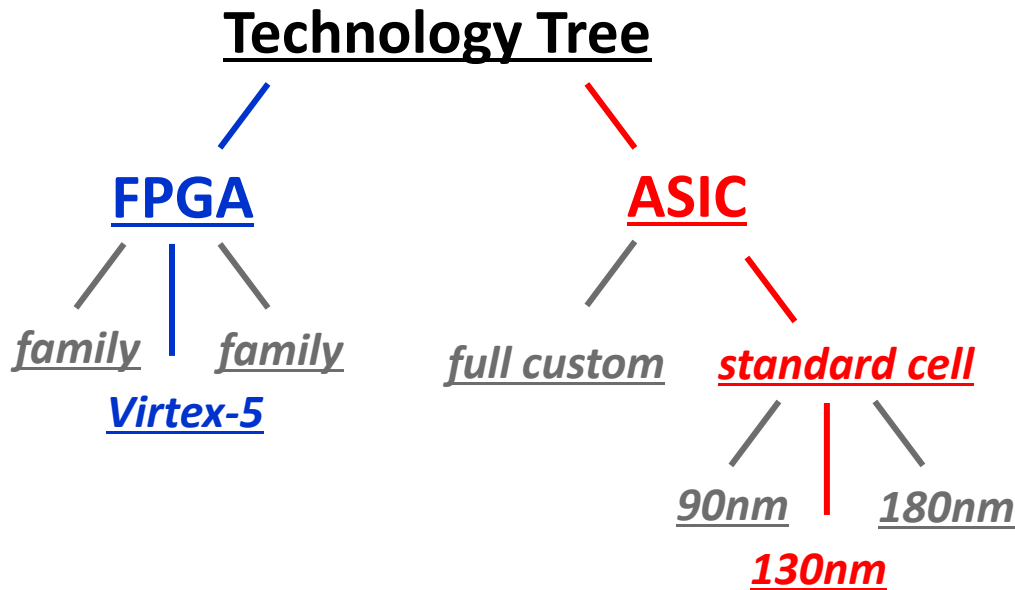 Technology Tree
FPGA
ASIC
family
family
full custom
standard cell
Virtex-5
90nm
180nm
130nm